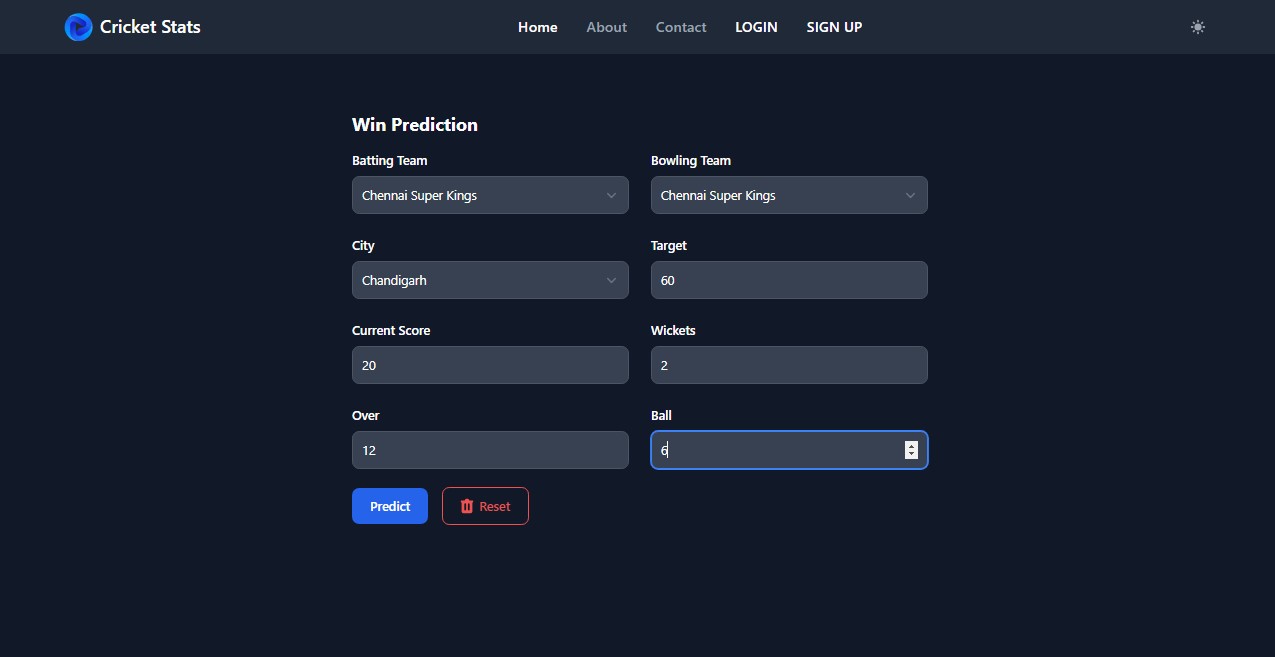 Cricket Stats
Home About Contact LOGIN SIGN UP
Win Prediction
Batting Team Bowling Team
Chennai Super Kings Chennai Super Kings
City Target
Chandigarh 60
Current Score Wickets
20 2
Over Ball
12 6
Predict Reset